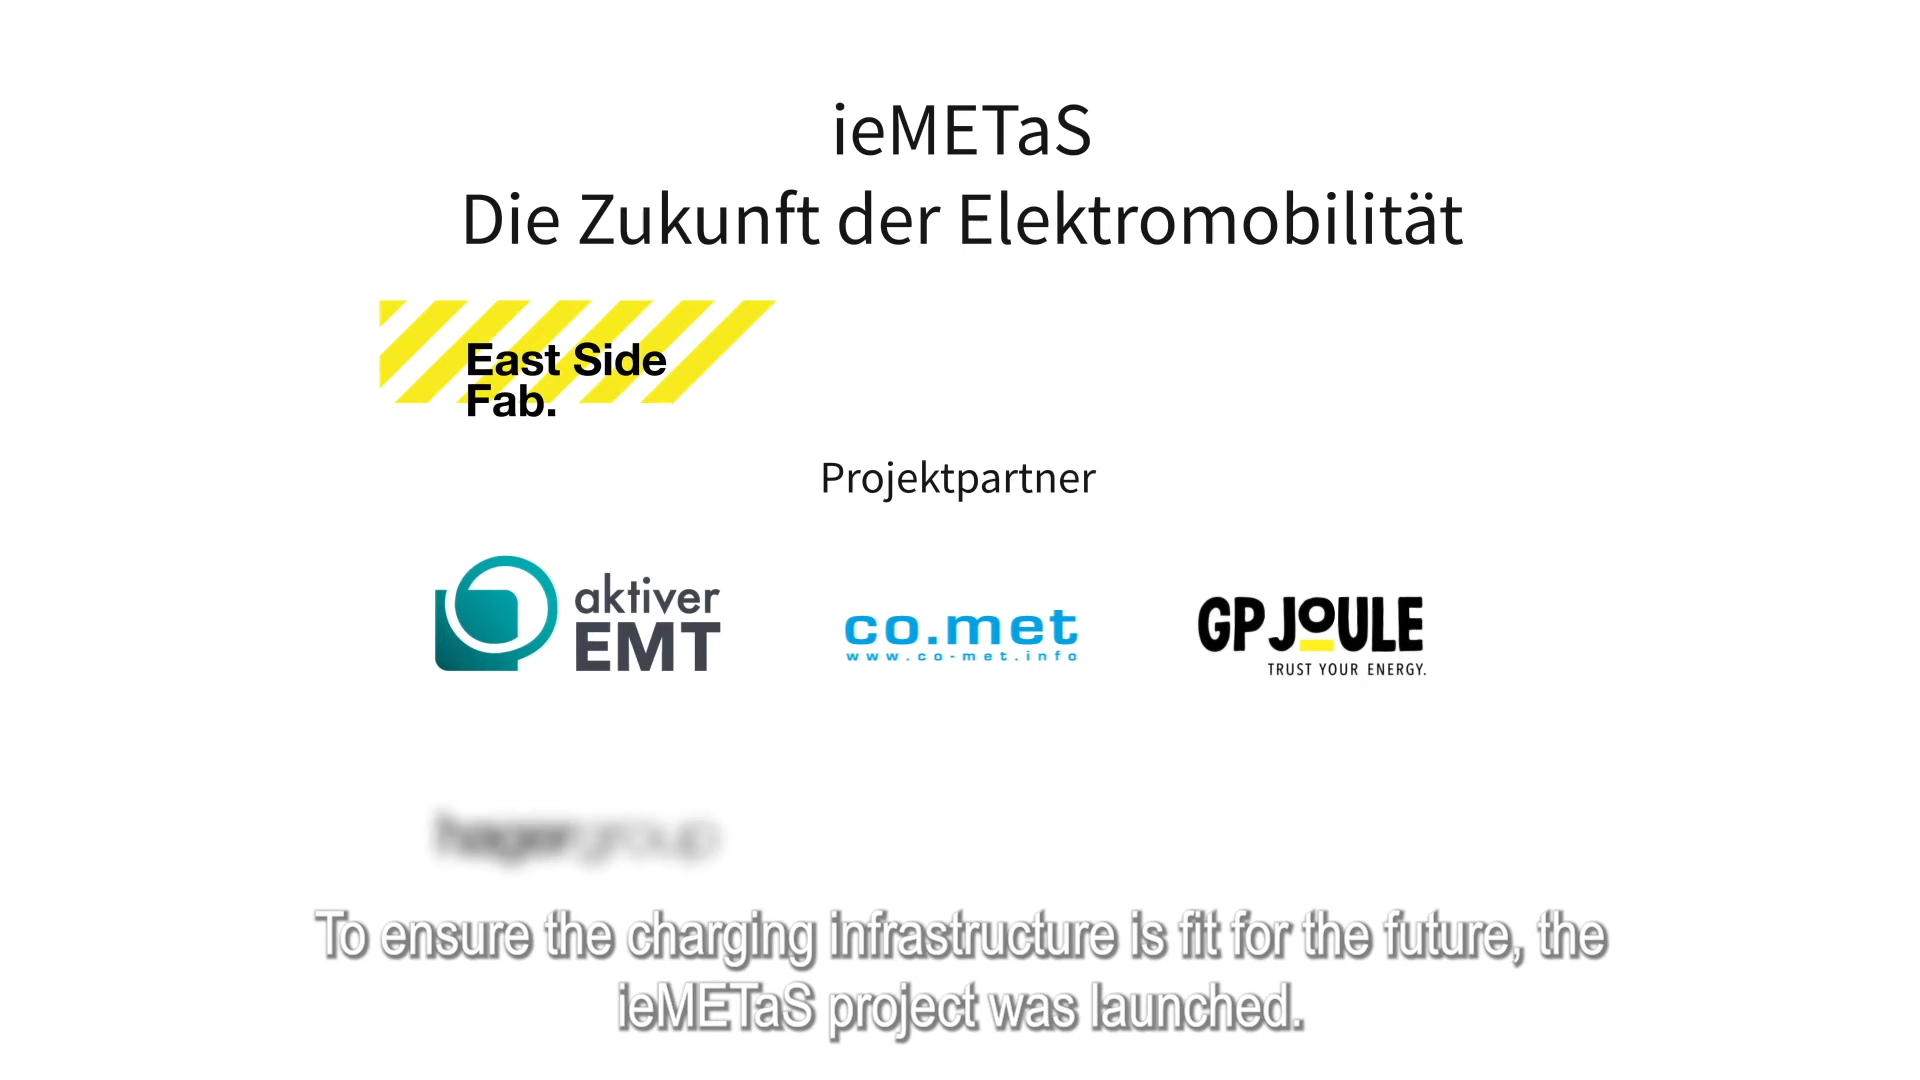 ieMETaS
Die Zukunft der Elektromobilität
East Side
Fab.
Projektpartner
aktiver
EMT
co.met
www.co-met.info
GP JOULE
TRUST YOUR ENERGY.
hagergroup
To ensure the charging infrastructure is fit for the future, the
ieMETaS project was launched.